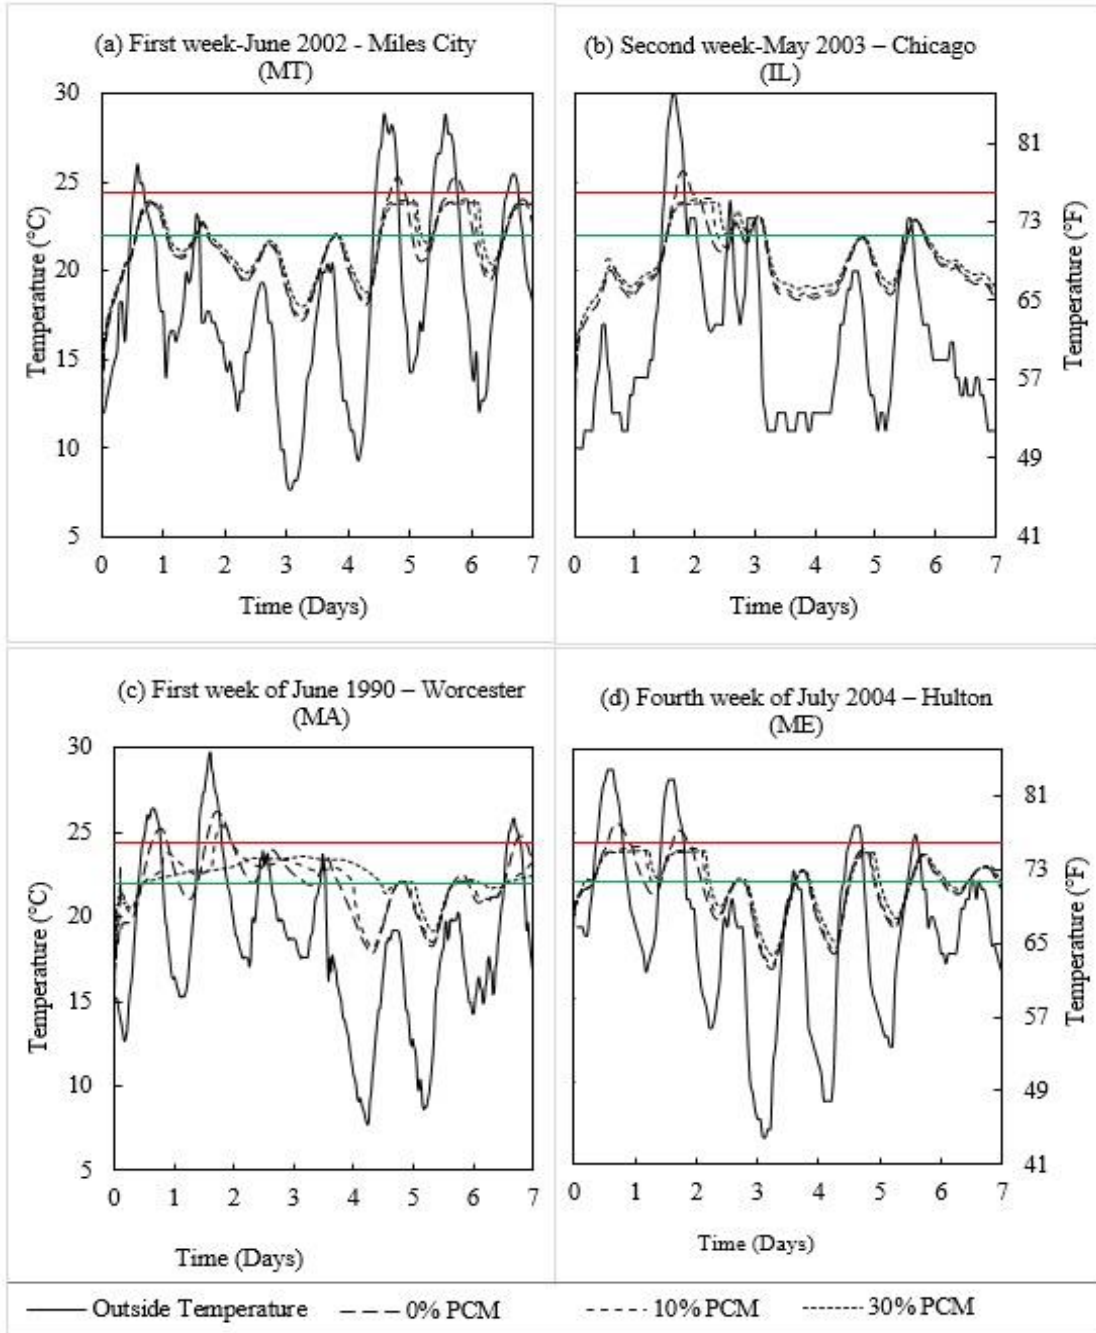 (a) First week-June 2002 - Miles City
(MT)
30
25
20
15
10
5
Temperature (°C)
0 1 2 3 4 5 6 7
Time (Days)
(b) Second week-May 2003 – Chicago
(IL)
81
73
65
57
49
41
Temperature (°F)
0 1 2 3 4 5 6 7
Time (Days)
(c) First week of June 1990 – Worcester
(MA)
30
25
20
15
10
5
Temperature (°C)
0 1 2 3 4 5 6 7
Time (Days)
(d) Fourth week of July 2004 – Hulton
(ME)
81
73
65
57
49
41
Temperature (°F)
0 1 2 3 4 5 6 7
Time (Days)
Outside Temperature 0% PCM 10% PCM 30% PCM